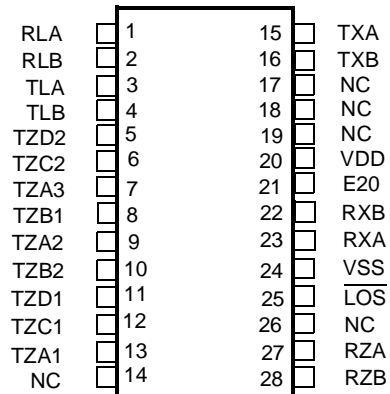 RLA 1 15 TXA
RLB 2 16 TXB
TLA 3 17 NC
TLB 4 18 NC
TZD2 5 19 NC
TZC2 6 20 VDD
TZA3 7 21 E20
TZB1 8 22 RXB
TZA2 9 23 RXA
TZB2 10 24 VSS
TZD1 11 25 L̅O̅S̅
TZC1 12 26 NC
TZA1 13 27 RZA
NC 14 28 RZB